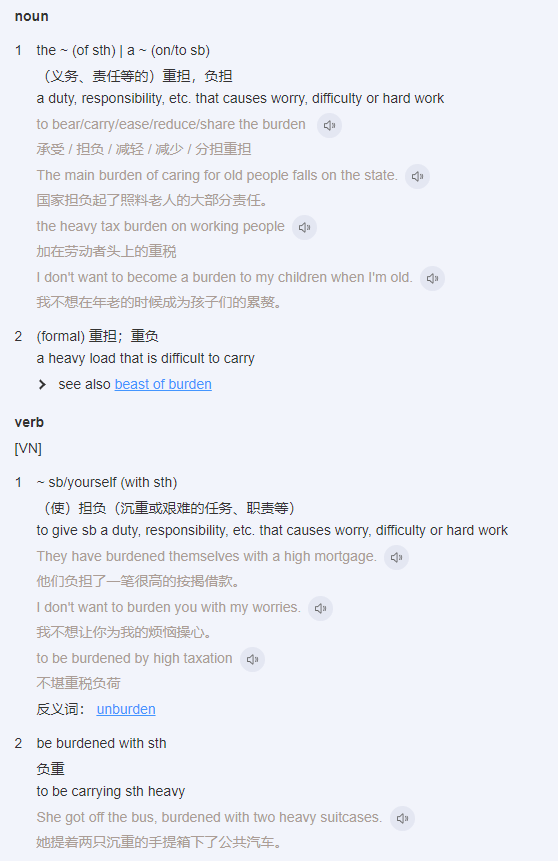 noun
1 the ~ (of sth) | a ~ (on/to sb)
（义务、责任等的）重担，负担
a duty, responsibility, etc. that causes worry, difficulty or hard work
to bear/carry/ease/reduce/share the burden
承受 / 担负 / 减轻 / 减少 / 分担重担
The main burden of caring for old people falls on the state.
国家担负起了照料老人的大部分责任。
the heavy tax burden on working people
加在劳动者头上的重税
I don't want to become a burden to my children when I'm old.
我不想在年老的时候成为孩子们的累赘。
2 (formal) 重担；重负
a heavy load that is difficult to carry
see also beast of burden
verb
[VN]
1 ~ sb/yourself (with sth)
（使）担负（沉重或艰难的任务、职责等）
to give sb a duty, responsibility, etc. that causes worry, difficulty or hard work
They have burdened themselves with a high mortgage.
他们负担了一笔很高的按揭借款。
I don't want to burden you with my worries.
我不想让你为我的烦恼操心。
to be burdened by high taxation
不堪重税负荷
反义词： unburden
2 be burdened with sth
负重
to be carrying sth heavy
She got off the bus, burdened with two heavy suitcases.
她提着两只沉重的手提箱下了公共汽车。